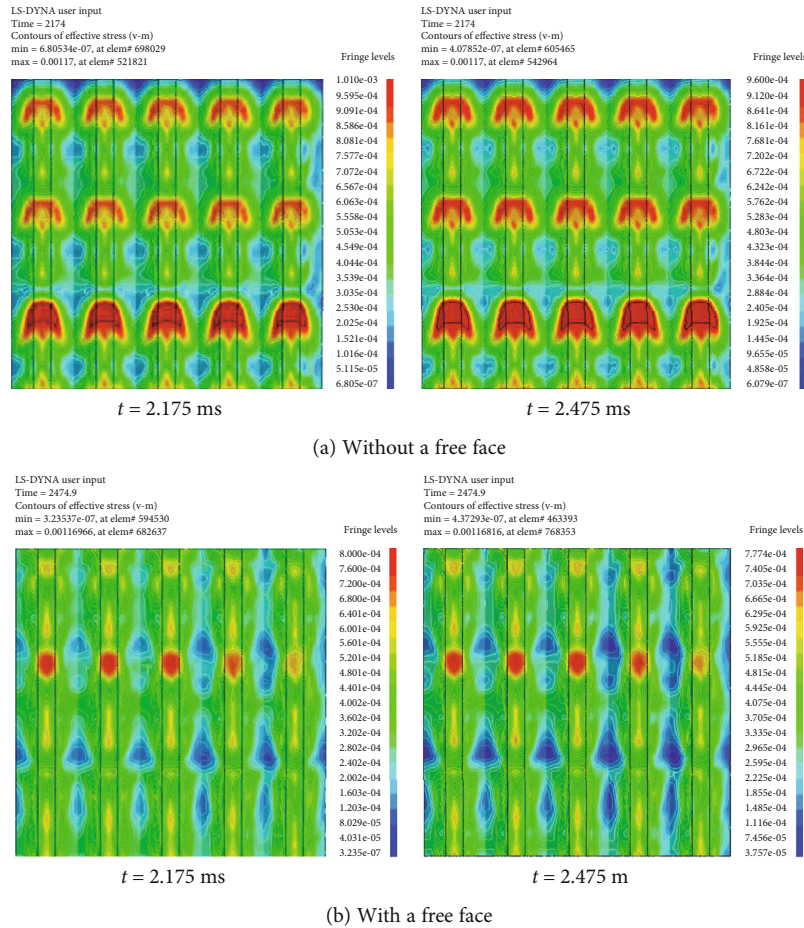 LS-DYNA user input
Time = 2174
Contours of effective stress (v-m)
min = 6.80534e-07, at elem# 698029
max = 0.00117, at elem# 521821
Fringe levels
1.010e-03
9.595e-04
9.091e-04
8.586e-04
8.081e-04
7.577e-04
7.072e-04
6.567e-04
6.063e-04
5.558e-04
5.053e-04
4.549e-04
4.044e-04
3.539e-04
3.035e-04
2.530e-04
2.025e-04
1.521e-04
1.016e-04
5.115e-05
6.805e-07
t = 2.175 ms
LS-DYNA user input
Time = 2174
Contours of effective stress (v-m)
min = 4.07852e-07, at elem# 605465
max = 0.00117, at elem# 542964
Fringe levels
9.600e-04
9.120e-04
8.641e-04
8.161e-04
7.681e-04
7.202e-04
6.722e-04
6.242e-04
5.762e-04
5.283e-04
4.803e-04
4.323e-04
3.844e-04
3.364e-04
2.884e-04
2.405e-04
1.925e-04
1.445e-04
9.655e-05
4.858e-05
6.079e-07
t = 2.475 ms
(a) Without a free face
LS-DYNA user input
Time = 2474.9
Contours of effective stress (v-m)
min = 3.23537e-07, at elem# 594530
max = 0.00116966, at elem# 682637
Fringe levels
8.000e-04
7.600e-04
7.200e-04
6.800e-04
6.401e-04
6.001e-04
5.601e-04
5.201e-04
4.801e-04
4.401e-04
4.002e-04
3.602e-04
3.202e-04
2.802e-04
2.402e-04
2.002e-04
1.603e-04
1.203e-04
8.029e-05
4.031e-05
3.235e-07
t = 2.175 ms
LS-DYNA user input
Time = 2474.9
Contours of effective stress (v-m)
min = 4.37293e-07, at elem# 463393
max = 0.00116816, at elem# 768353
Fringe levels
7.774e-04
7.405e-04
7.035e-04
6.665e-04
6.295e-04
5.925e-04
5.555e-04
5.185e-04
4.815e-04
4.445e-04
4.075e-04
3.705e-04
3.335e-04
2.965e-04
2.595e-04
2.225e-04
1.855e-04
1.485e-04
1.116e-04
7.456e-05
3.757e-05
t = 2.475 m
(b) With a free face